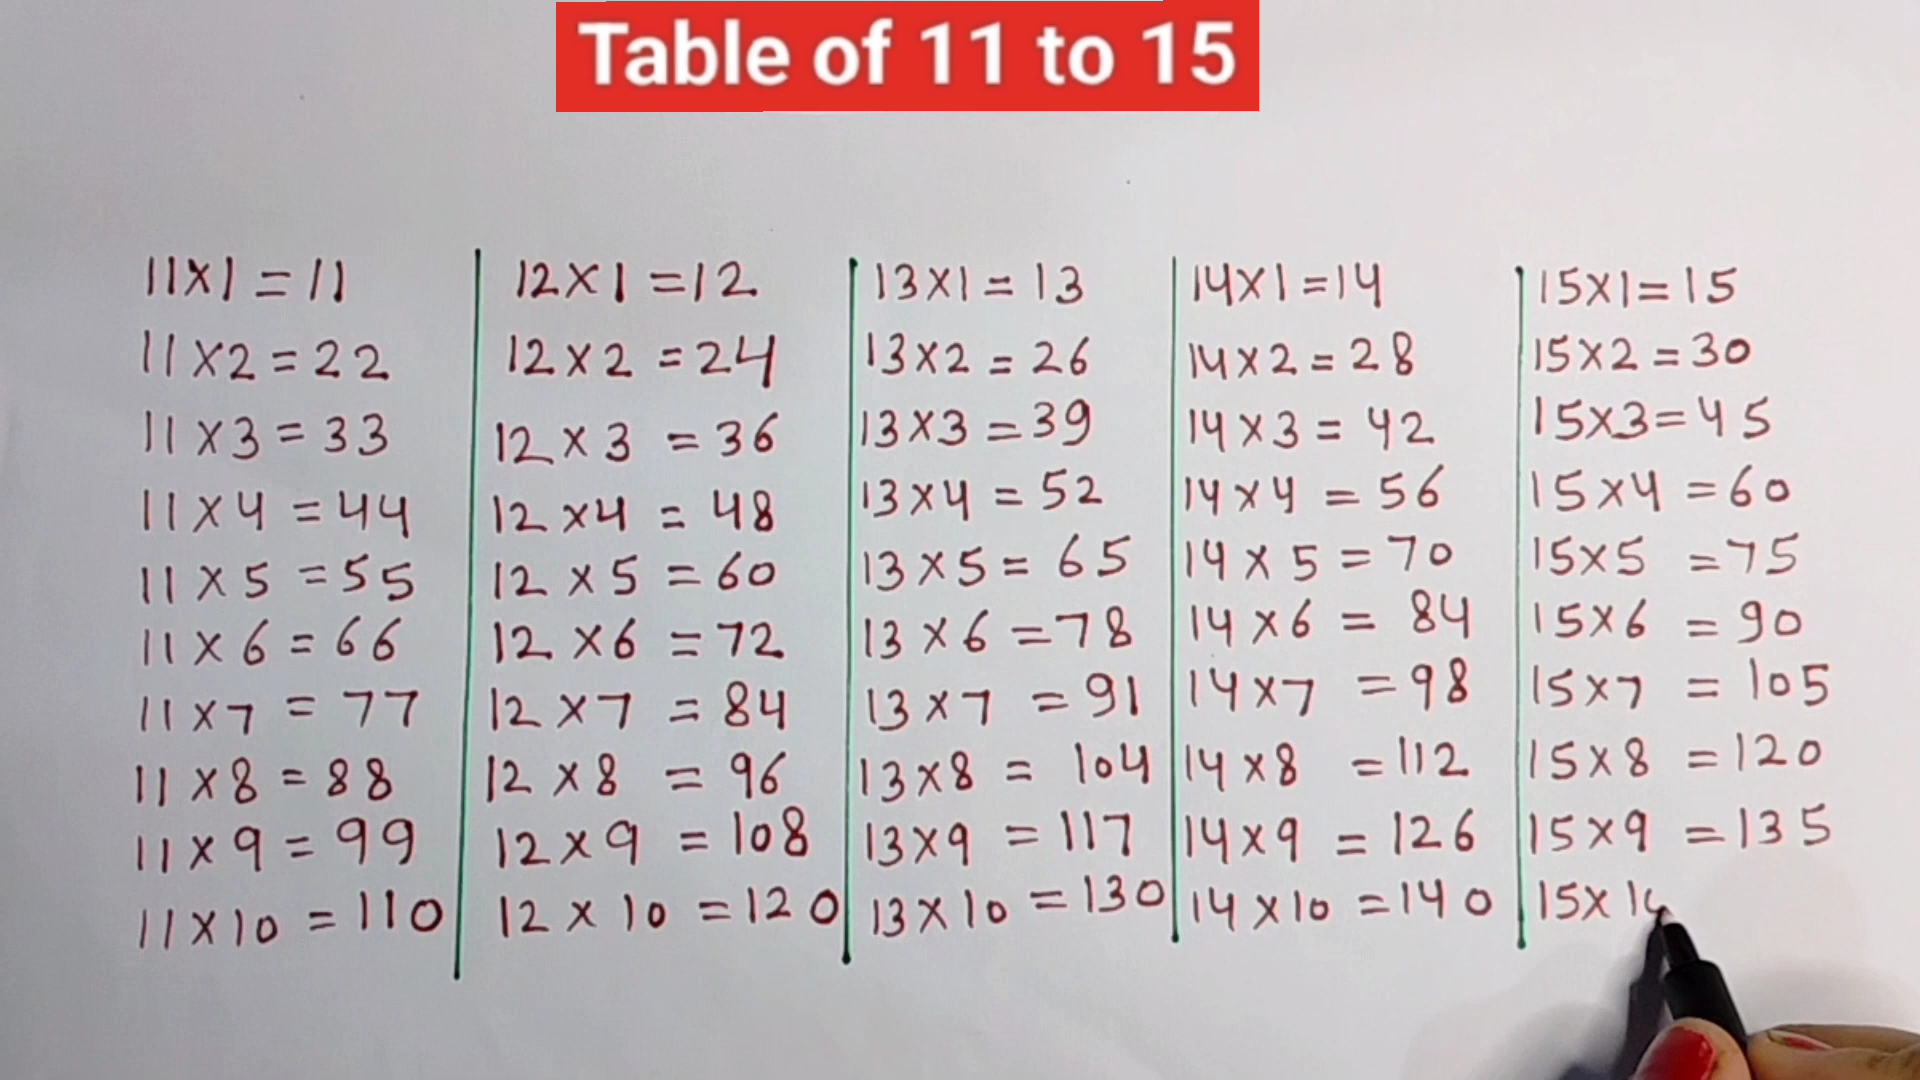 Table of 11 to 15
11x1=11
11x2=22
11x3=33
11x4=44
11x5=55
11x6=66
11x7=77
11x8=88
11x9=99
11x10=110
12x1=12
12x2=24
12x3=36
12x4=48
12x5=60
12x6=72
12x7=84
12x8=96
12x9=108
12x10=120
13x1=13
13x2=26
13x3=39
13x4=52
13x5=65
13x6=78
13x7=91
13x8=104
13x9=117
13x10=130
14x1=14
14x2=28
14x3=42
14x4=56
14x5=70
14x6=84
14x7=98
14x8=112
14x9=126
14x10=140
15x1=15
15x2=30
15x3=45
15x4=60
15x5=75
15x6=90
15x7=105
15x8=120
15x9=135
15x10